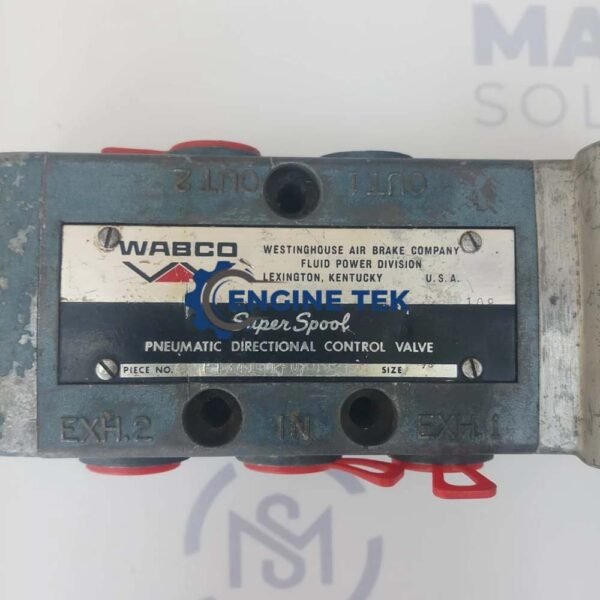 MA
SOL
OUT 2
OUT 1
WABCO
WESTINGHOUSE AIR BRAKE COMPANY
FLUID POWER DIVISION
LEXINGTON, KENTUCKY U.S.A.
ENGINE TEK
Super Spool
PNEUMATIC DIRECTIONAL CONTROL VALVE
PIECE NO. SIZE
EXH.2 IN EXH.1